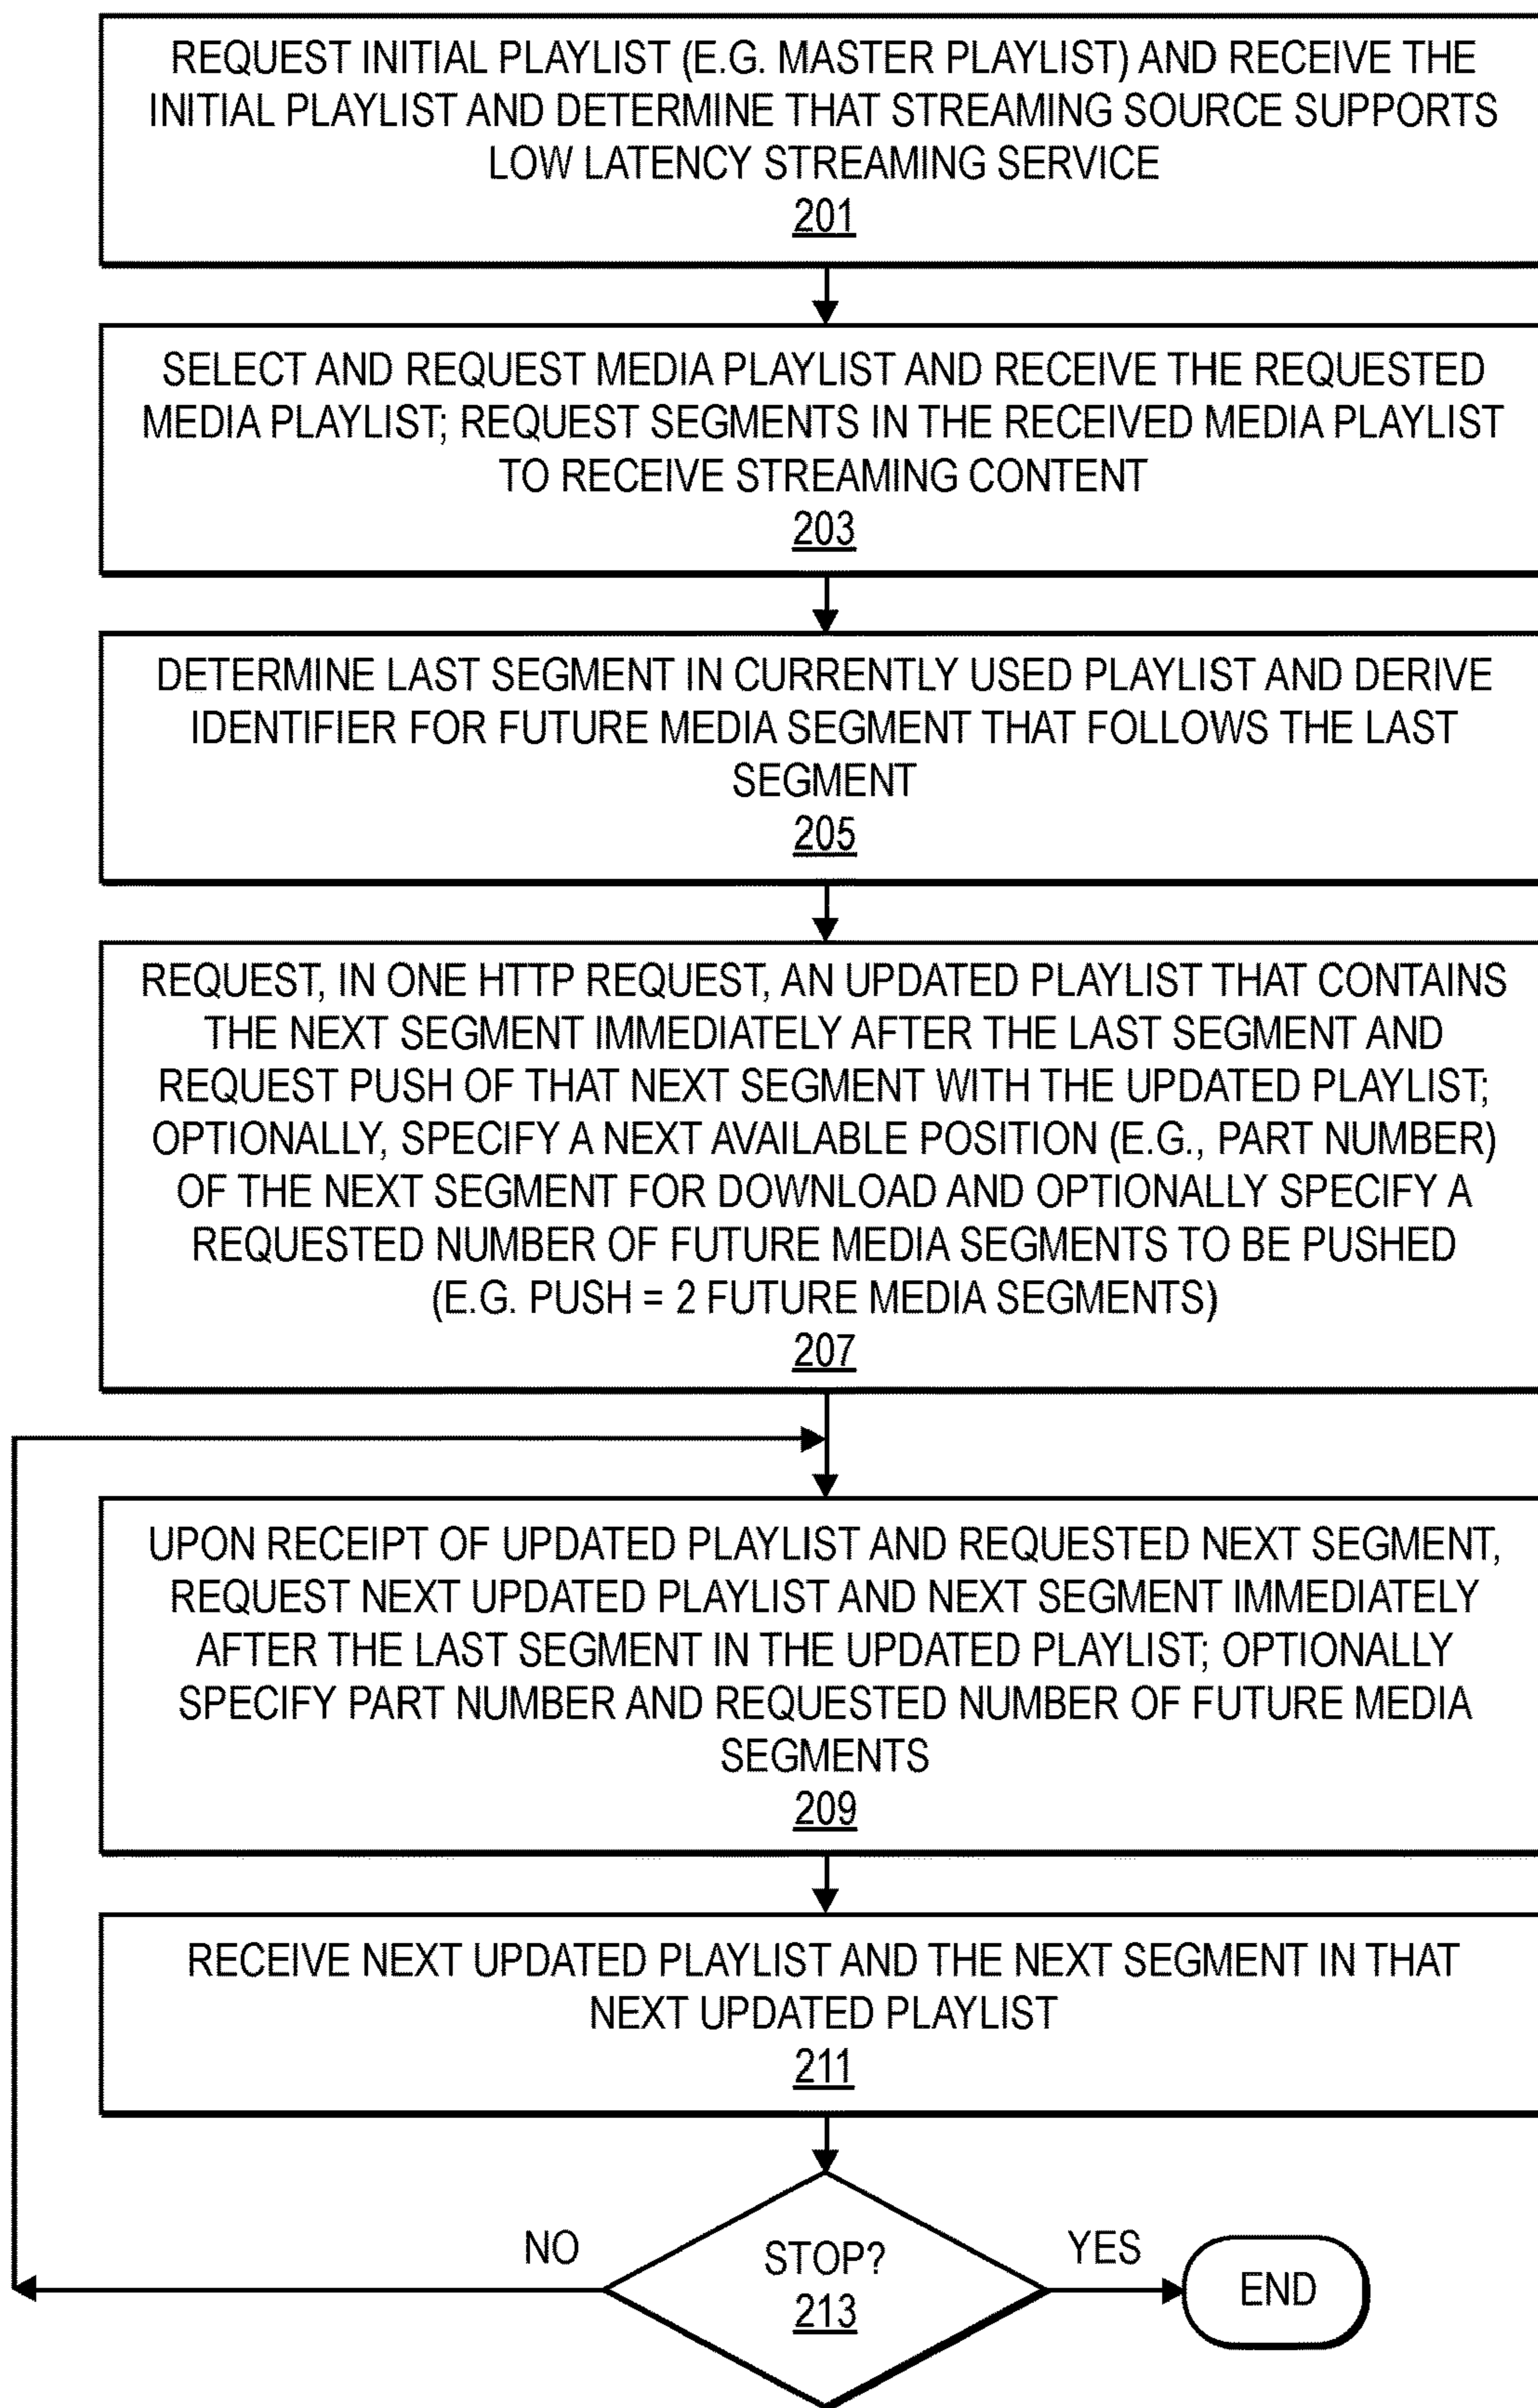 REQUEST INITIAL PLAYLIST (E.G. MASTER PLAYLIST) AND RECEIVE THE
INITIAL PLAYLIST AND DETERMINE THAT STREAMING SOURCE SUPPORTS
LOW LATENCY STREAMING SERVICE
201
SELECT AND REQUEST MEDIA PLAYLIST AND RECEIVE THE REQUESTED
MEDIA PLAYLIST; REQUEST SEGMENTS IN THE RECEIVED MEDIA PLAYLIST
TO RECEIVE STREAMING CONTENT
203
DETERMINE LAST SEGMENT IN CURRENTLY USED PLAYLIST AND DERIVE
IDENTIFIER FOR FUTURE MEDIA SEGMENT THAT FOLLOWS THE LAST
SEGMENT
205
REQUEST, IN ONE HTTP REQUEST, AN UPDATED PLAYLIST THAT CONTAINS
THE NEXT SEGMENT IMMEDIATELY AFTER THE LAST SEGMENT AND
REQUEST PUSH OF THAT NEXT SEGMENT WITH THE UPDATED PLAYLIST;
OPTIONALLY, SPECIFY A NEXT AVAILABLE POSITION (E.G., PART NUMBER)
OF THE NEXT SEGMENT FOR DOWNLOAD AND OPTIONALLY SPECIFY A
REQUESTED NUMBER OF FUTURE MEDIA SEGMENTS TO BE PUSHED
(E.G. PUSH = 2 FUTURE MEDIA SEGMENTS)
207
UPON RECEIPT OF UPDATED PLAYLIST AND REQUESTED NEXT SEGMENT,
REQUEST NEXT UPDATED PLAYLIST AND NEXT SEGMENT IMMEDIATELY
AFTER THE LAST SEGMENT IN THE UPDATED PLAYLIST; OPTIONALLY
SPECIFY PART NUMBER AND REQUESTED NUMBER OF FUTURE MEDIA
SEGMENTS
209
RECEIVE NEXT UPDATED PLAYLIST AND THE NEXT SEGMENT IN THAT
NEXT UPDATED PLAYLIST
211
NO
STOP?
213
YES
END